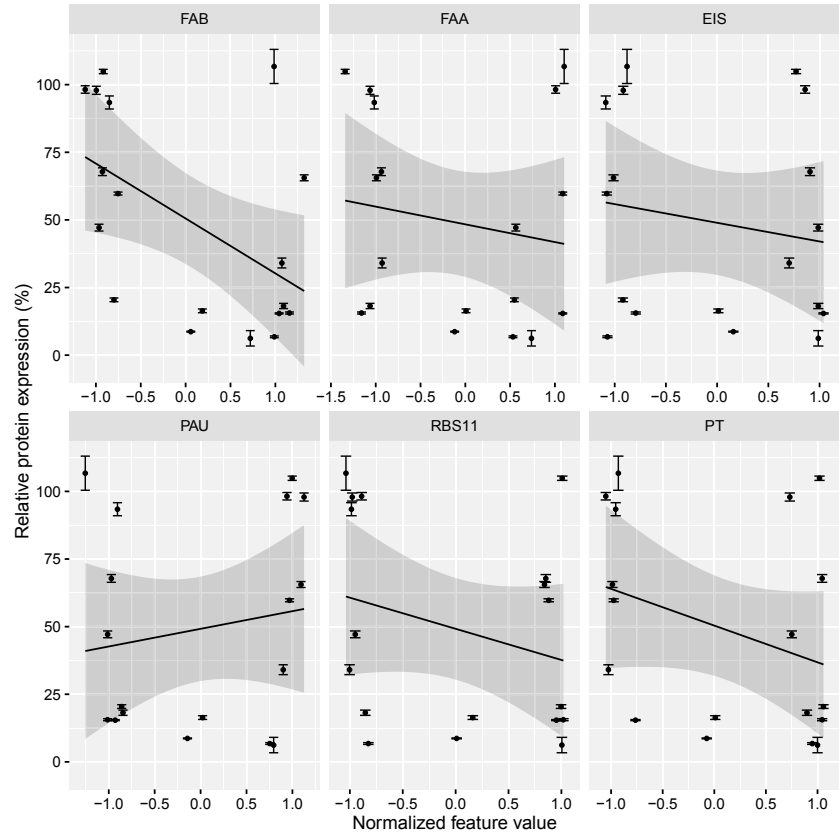 FAB FAA EIS
100
75
50
25
0
−1.0 −0.5 0.0 0.5 1.0 −1.5 −1.0 −0.5 0.0 0.5 1.0 −1.0 −0.5 0.0 0.5 1.0
PAU RBS11 PT
100
75
50
25
0
−1.0 −0.5 0.0 0.5 1.0 −1.0 −0.5 0.0 0.5 1.0 −1.0 −0.5 0.0 0.5 1.0
Relative protein expression (%)
Normalized feature value